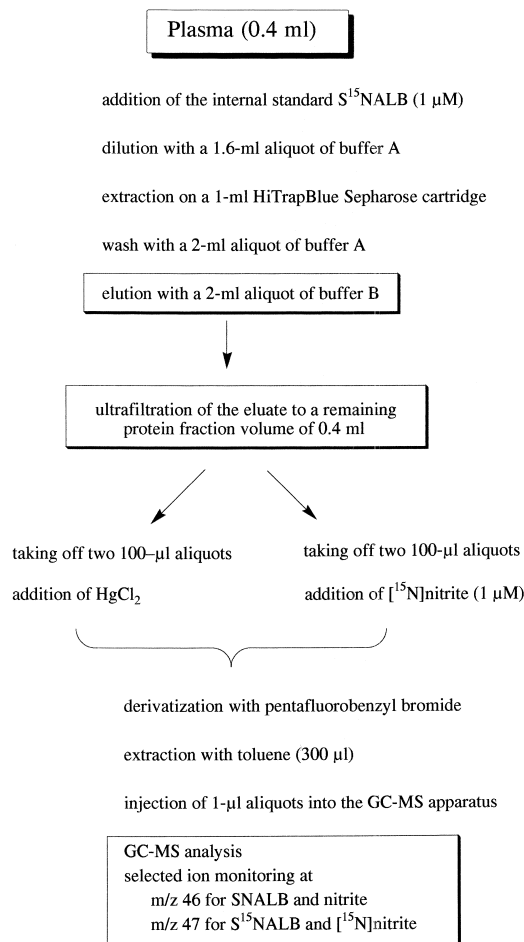 Plasma (0.4 ml)
addition of the internal standard S¹⁵NALB (1 µM)
dilution with a 1.6-ml aliquot of buffer A
extraction on a 1-ml HiTrapBlue Sepharose cartridge
wash with a 2-ml aliquot of buffer A
elution with a 2-ml aliquot of buffer B
ultrafiltration of the eluate to a remaining
protein fraction volume of 0.4 ml
taking off two 100–µl aliquots
addition of HgCl₂
taking off two 100-µl aliquots
addition of [¹⁵N]nitrite (1 µM)
derivatization with pentafluorobenzyl bromide
extraction with toluene (300 µl)
injection of 1-µl aliquots into the GC-MS apparatus
GC-MS analysis
selected ion monitoring at
m/z 46 for SNALB and nitrite
m/z 47 for S¹⁵NALB and [¹⁵N]nitrite